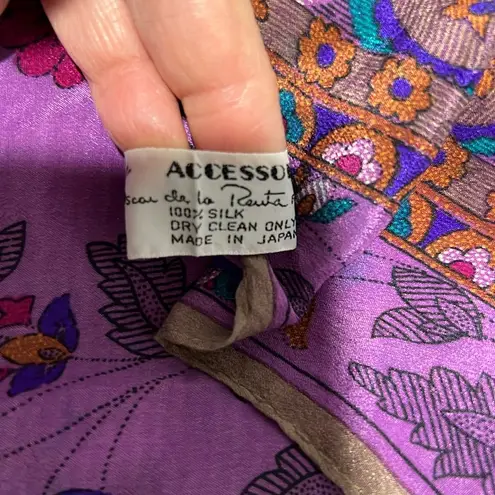 ACCESSO
scar de la Renta
100% SILK
DRY CLEAN ONLY
MADE IN JAPAN